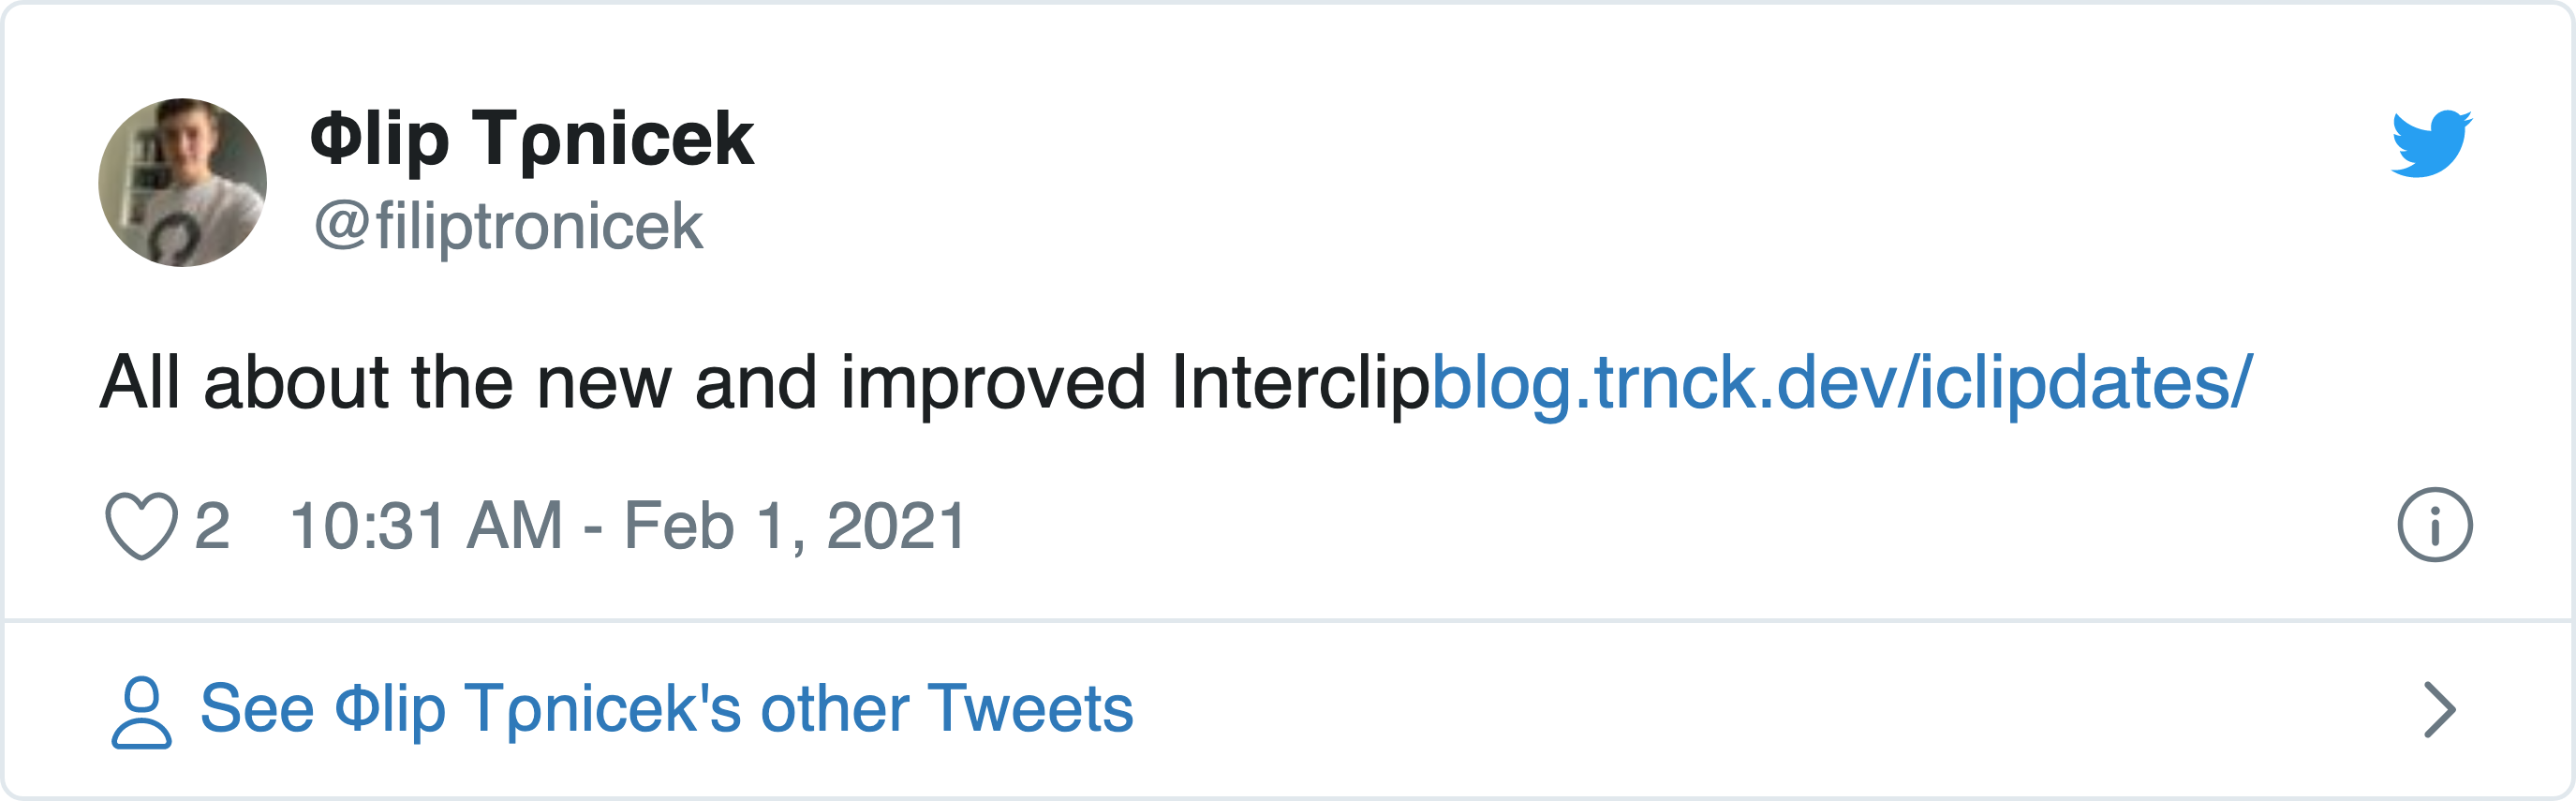 Φlip Tρnicek
@filiptronicek
All about the new and improved Interclipblog.trnck.dev/iclipdates/
2 10:31 AM - Feb 1, 2021
See Φlip Tρnicek's other Tweets